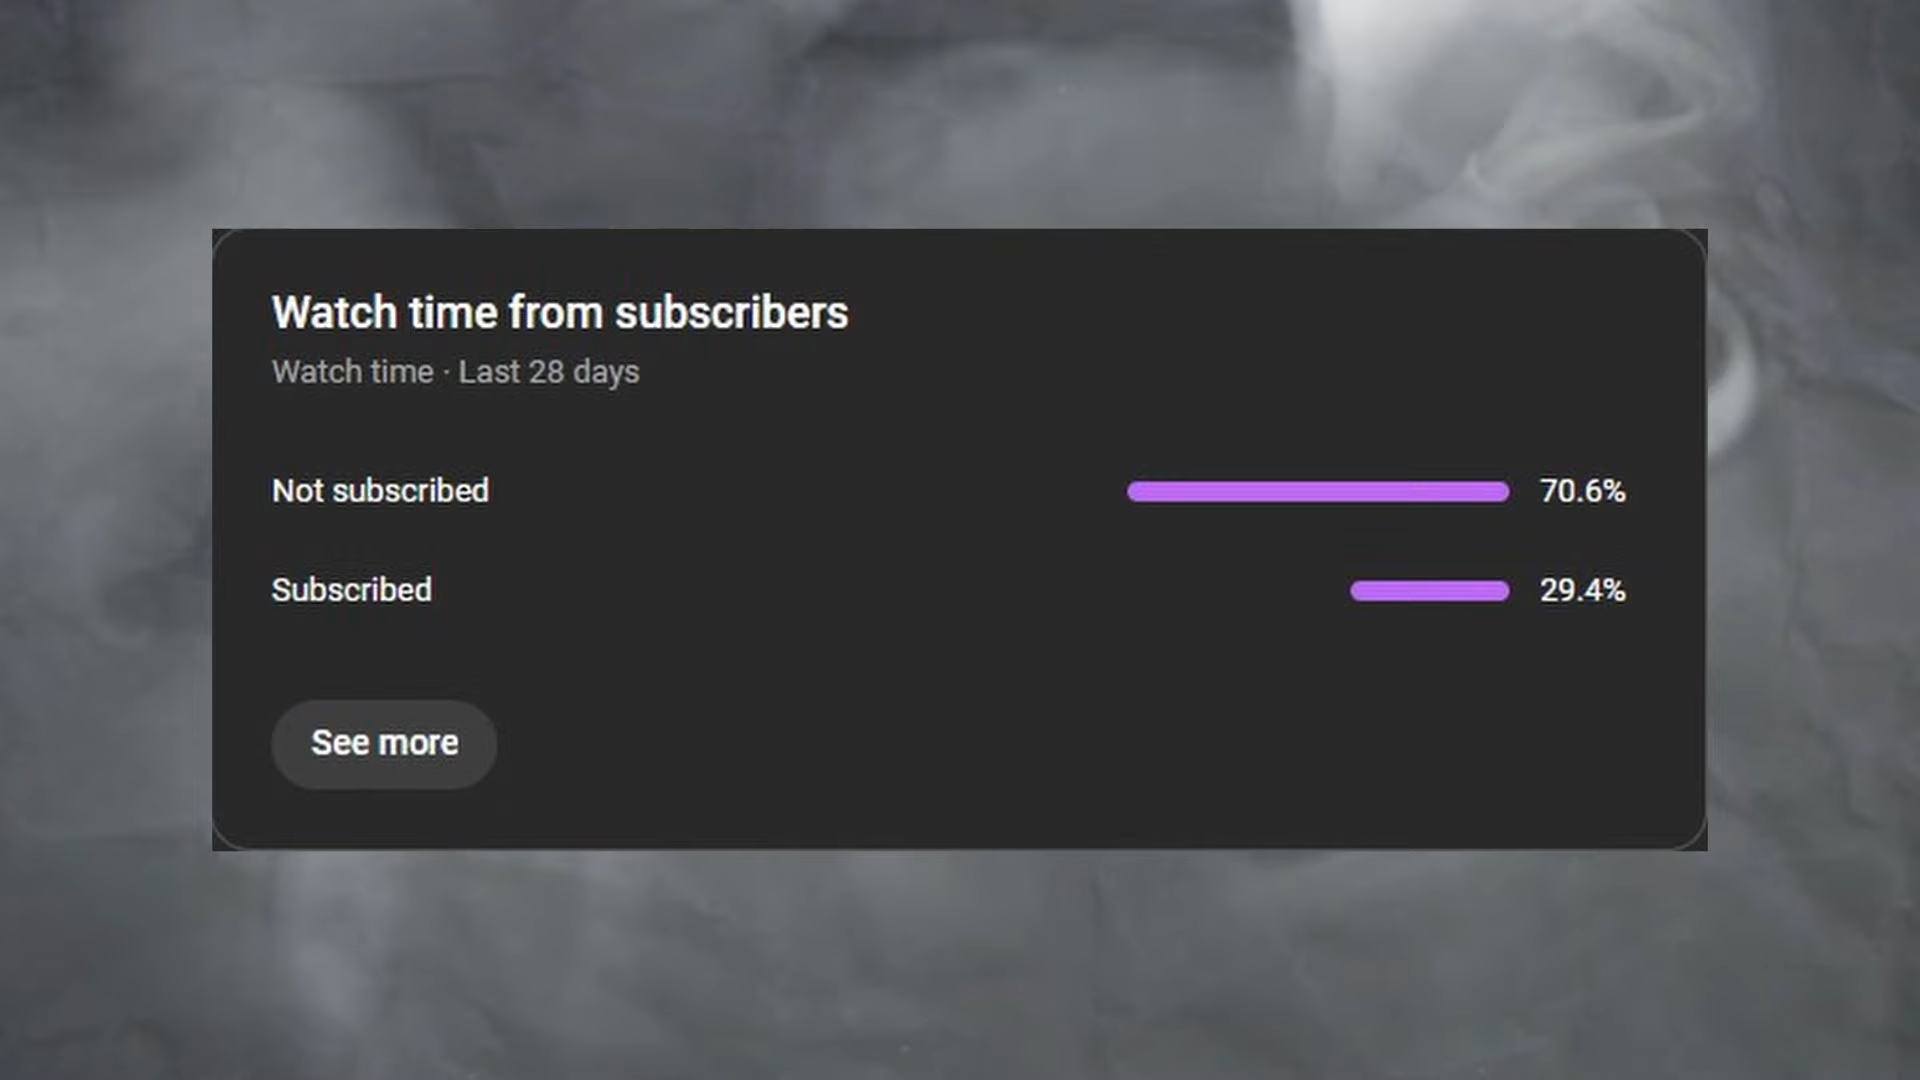 Watch time from subscribers
Watch time · Last 28 days
Not subscribed 70.6%
Subscribed 29.4%
See more